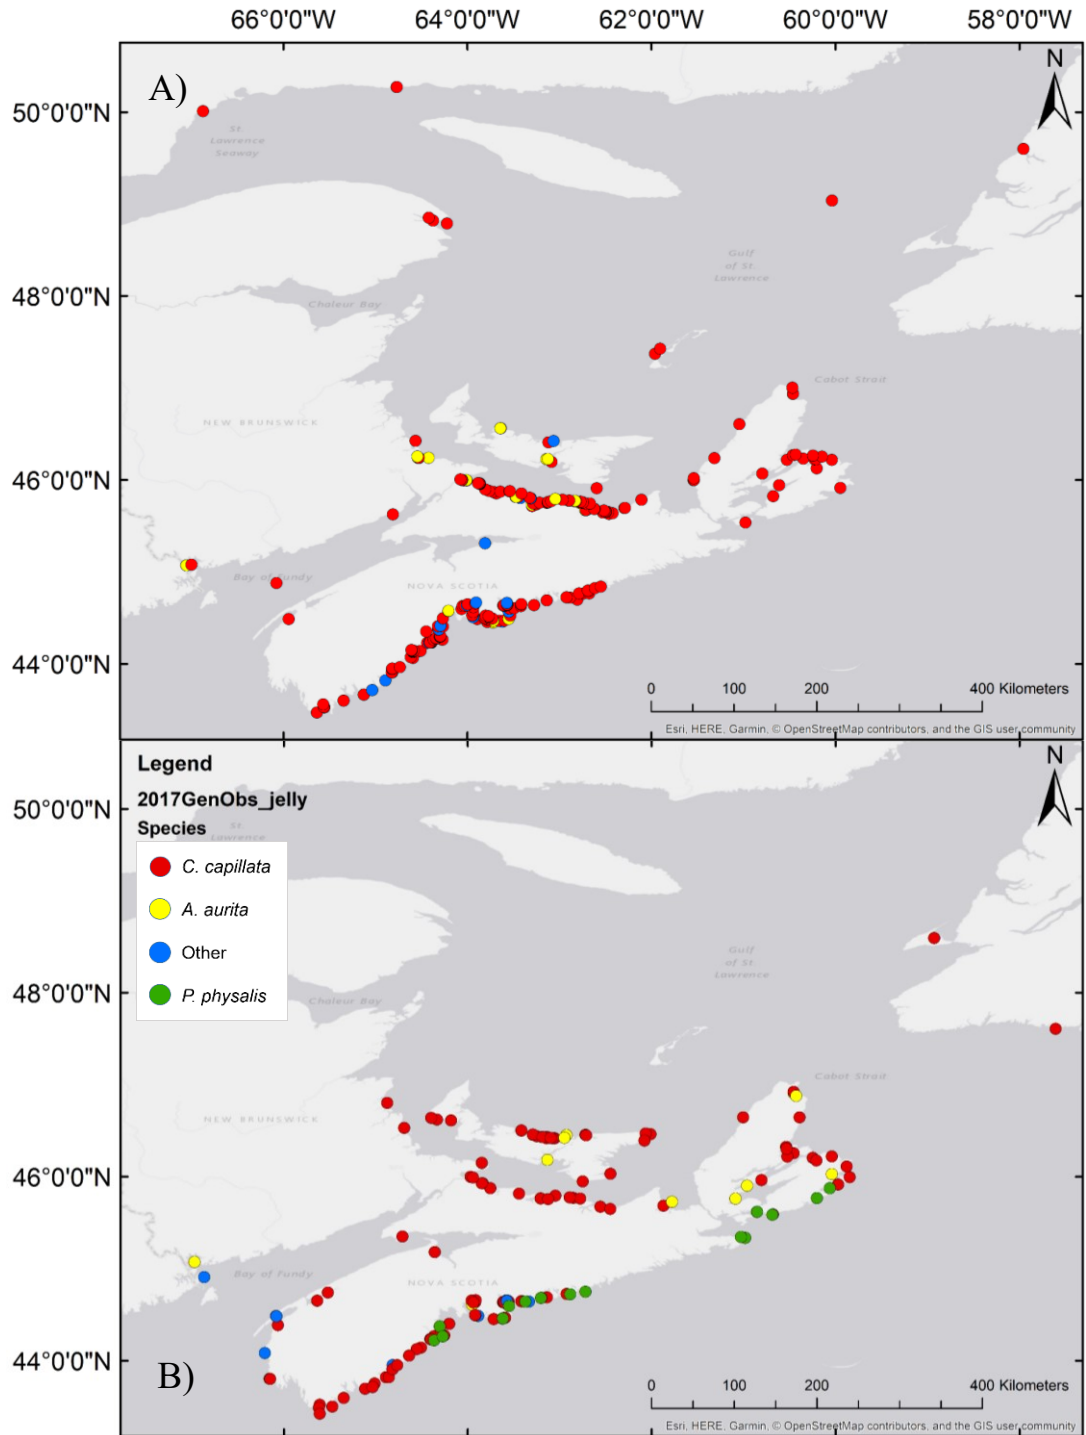 66°0'0"W 64°0'0"W 62°0'0"W 60°0'0"W 58°0'0"W
A)
N
50°0'0"N
St.
Lawrence
Seaway
Gulf
of St.
Lawrence
48°0'0"N
Chaleur Bay
Cabot Strait
NEW BRUNSWICK
46°0'0"N
Bay of Fundy
NOVA SCOTIA
44°0'0"N
0 100 200 400 Kilometers
Esri, HERE, Garmin, © OpenStreetMap contributors, and the GIS user community
Legend
N
2017GenObs_jelly
50°0'0"N
St.
Species
Lawrence
C. capillata
A. aurita
Other
Gulf
of St.
Lawrence
P. physalis
48°0'0"N
Chaleur Bay
Cabot Strait
NEW BRUNSWICK
46°0'0"N
Bay of Fundy
NOVA SCOTIA
44°0'0"N
B)
0 100 200 400 Kilometers
Esri, HERE, Garmin, © OpenStreetMap contributors, and the GIS user community